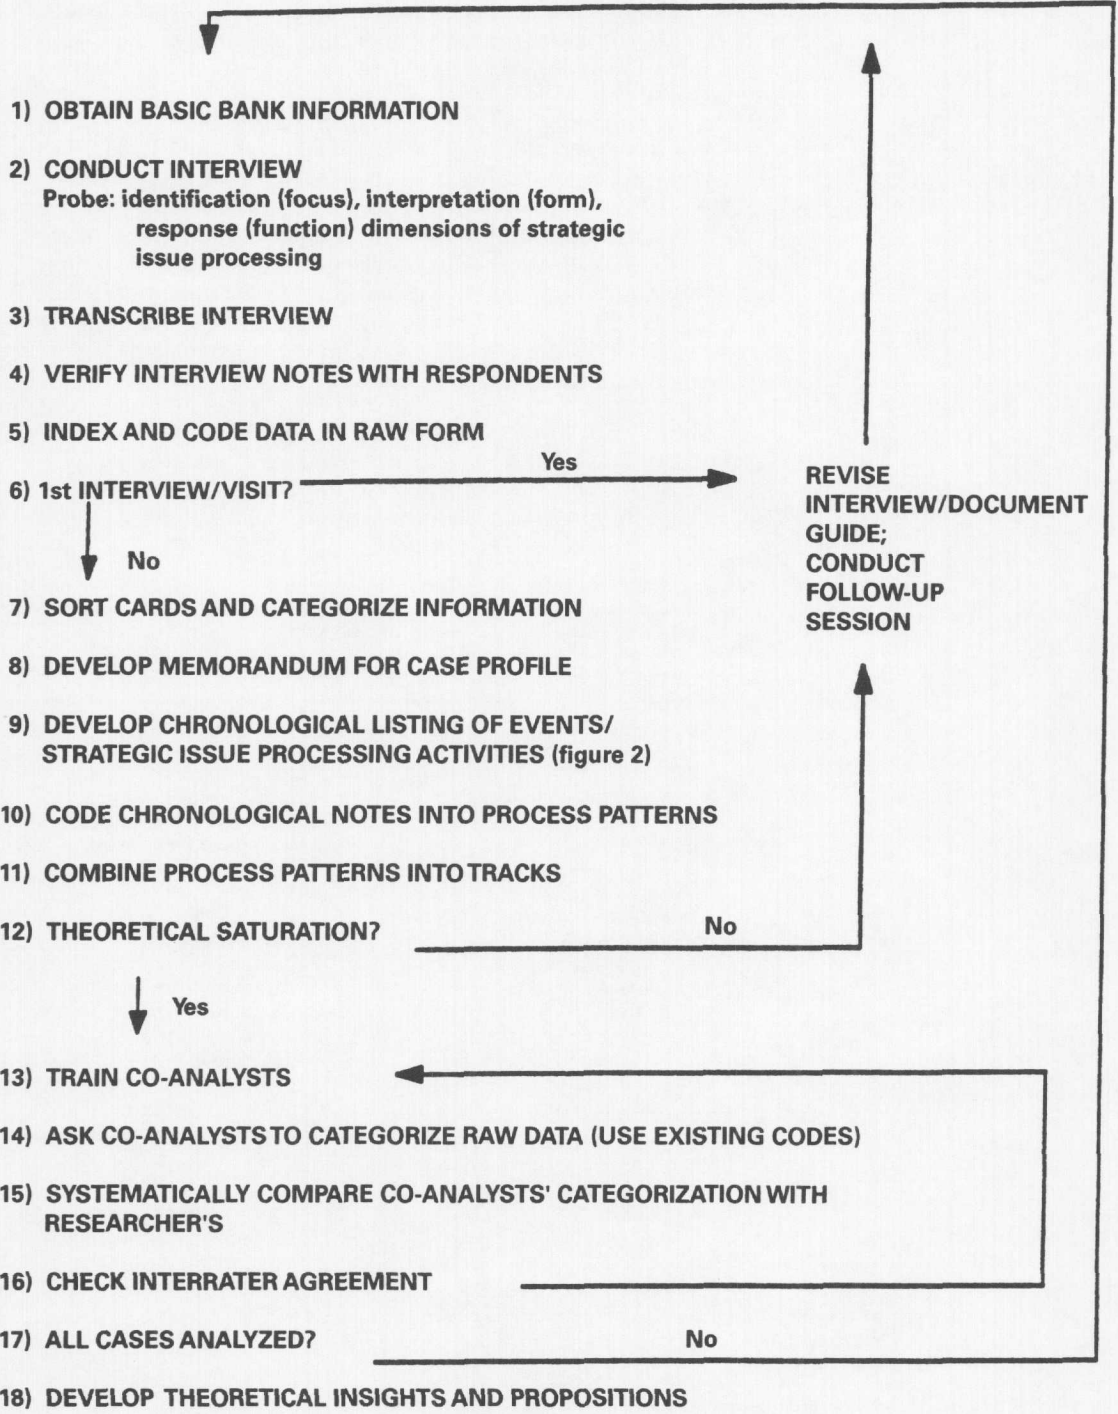 1) OBTAIN BASIC BANK INFORMATION
2) CONDUCT INTERVIEW
Probe: identification (focus), interpretation (form),
response (function) dimensions of strategic
issue processing
3) TRANSCRIBE INTERVIEW
4) VERIFY INTERVIEW NOTES WITH RESPONDENTS
5) INDEX AND CODE DATA IN RAW FORM
Yes
6) 1st INTERVIEW/VISIT?
REVISE
INTERVIEW/DOCUMENT
GUIDE;
CONDUCT
FOLLOW-UP
SESSION
No
7) SORT CARDS AND CATEGORIZE INFORMATION
8) DEVELOP MEMORANDUM FOR CASE PROFILE
9) DEVELOP CHRONOLOGICAL LISTING OF EVENTS/
STRATEGIC ISSUE PROCESSING ACTIVITIES (figure 2)
10) CODE CHRONOLOGICAL NOTES INTO PROCESS PATTERNS
11) COMBINE PROCESS PATTERNS INTO TRACKS
12) THEORETICAL SATURATION?
No
Yes
13) TRAIN CO-ANALYSTS
14) ASK CO-ANALYSTS TO CATEGORIZE RAW DATA (USE EXISTING CODES)
15) SYSTEMATICALLY COMPARE CO-ANALYSTS' CATEGORIZATION WITH
RESEARCHER'S
16) CHECK INTERRATER AGREEMENT
17) ALL CASES ANALYZED?
No
18) DEVELOP THEORETICAL INSIGHTS AND PROPOSITIONS